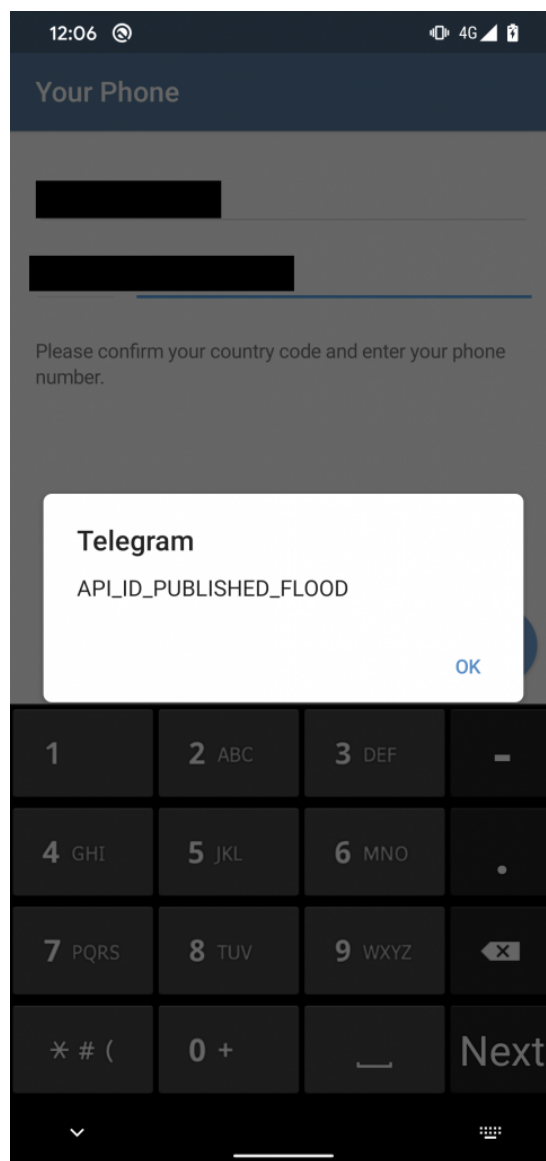 12:06 4G
Your Phone
Please confirm your country code and enter your phone
number.
Telegram
API_ID_PUBLISHED_FLOOD
OK
1 2 ABC 3 DEF -
4 GHI 5 JKL 6 MNO .
7 PQRS 8 TUV 9 WXYZ
* # ( 0 + Next